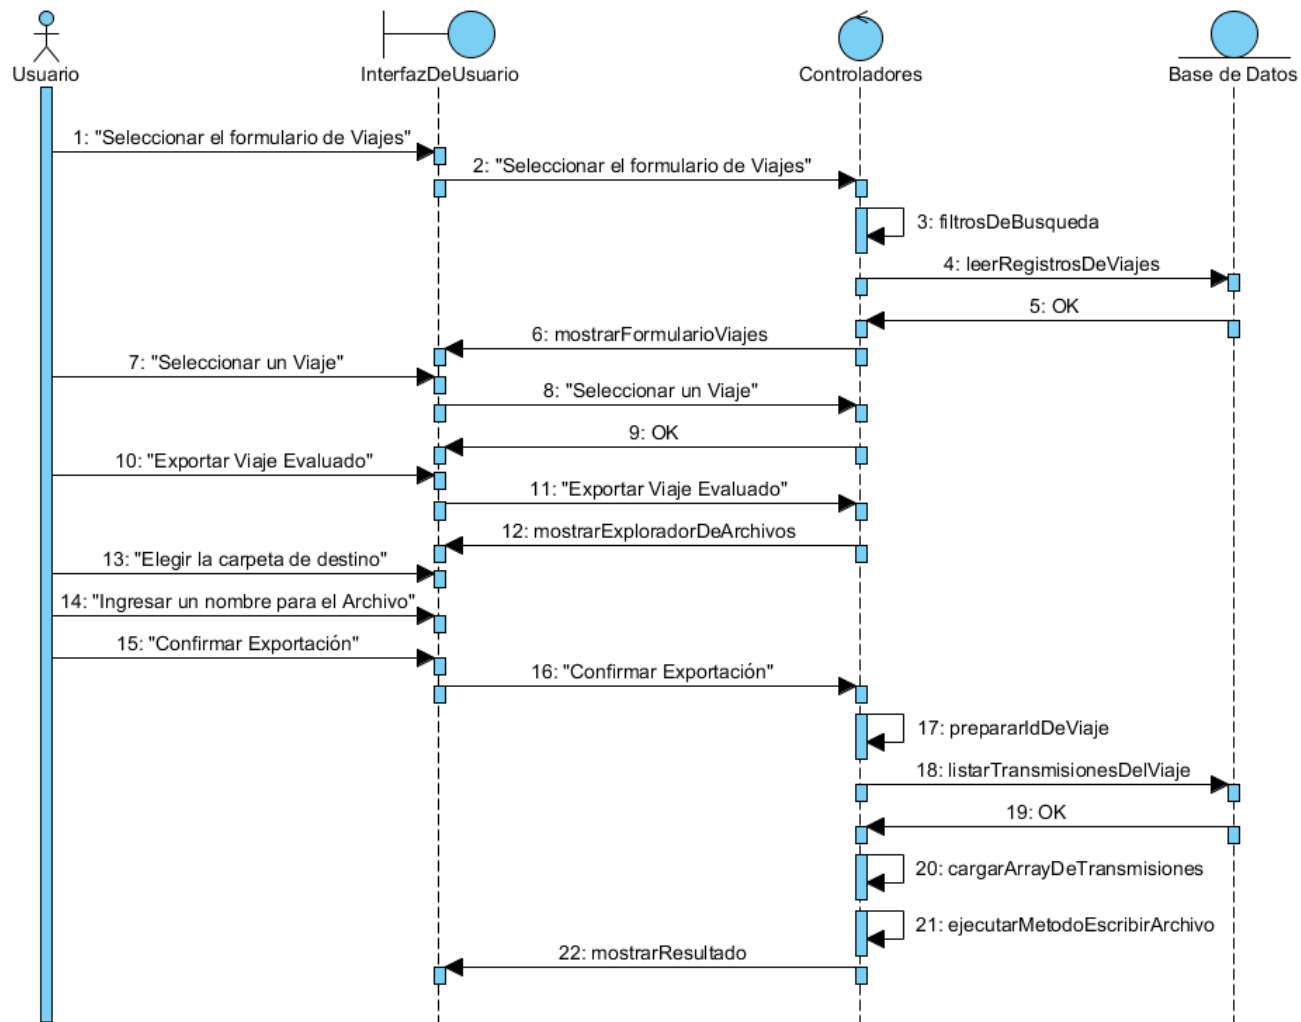 Usuario
InterfazDeUsuario
Controladores
Base de Datos
1: "Seleccionar el formulario de Viajes"
2: "Seleccionar el formulario de Viajes"
3: filtrosDeBusqueda
4: leerRegistrosDeViajes
5: OK
6: mostrarFormularioViajes
7: "Seleccionar un Viaje"
8: "Seleccionar un Viaje"
9: OK
10: "Exportar Viaje Evaluado"
11: "Exportar Viaje Evaluado"
12: mostrarExploradorDeArchivos
13: "Elegir la carpeta de destino"
14: "Ingresar un nombre para el Archivo"
15: "Confirmar Exportación"
16: "Confirmar Exportación"
17: prepararIdDeViaje
18: listarTransmisionesDelViaje
19: OK
20: cargarArrayDeTransmisiones
21: ejecutarMetodoEscribirArchivo
22: mostrarResultado